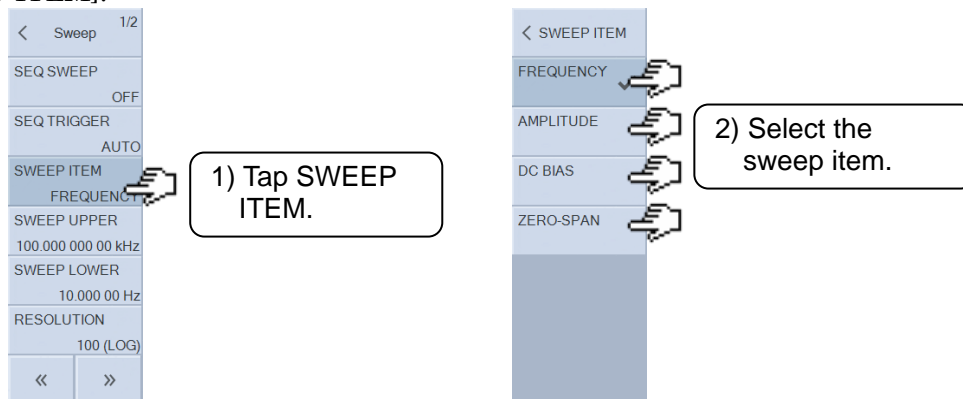 1/2
< Sweep
SEQ SWEEP
OFF
SEQ TRIGGER
AUTO
SWEEP ITEM
FREQUENCY
SWEEP UPPER
100.000 000 00 kHz
SWEEP LOWER
10.000 00 Hz
RESOLUTION
100 (LOG)
« »
1) Tap SWEEP
ITEM.
< SWEEP ITEM
FREQUENCY
AMPLITUDE
DC BIAS
ZERO-SPAN
2) Select the
sweep item.